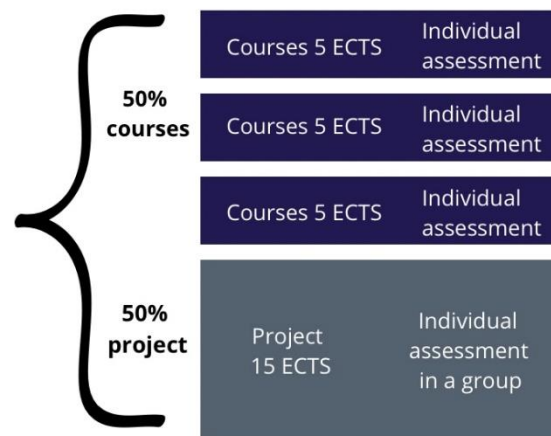 Courses 5 ECTS
Individual
assessment
50%
courses
Courses 5 ECTS
Individual
assessment
Courses 5 ECTS
Individual
assessment
50%
project
Project
15 ECTS
Individual
assessment
in a group